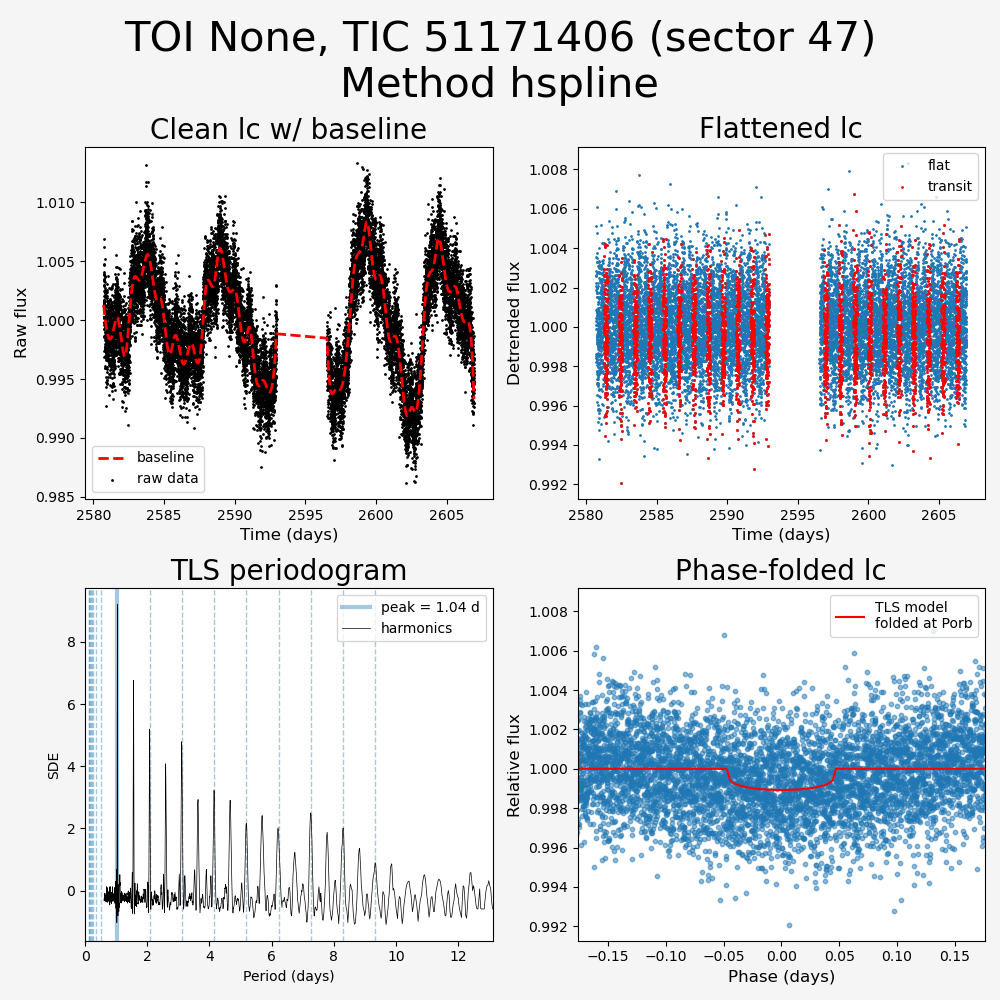 TOI None, TIC 51171406 (sector 47)
Method hspline
Clean lc w/ baseline
Raw flux
1.010
1.005
1.000
0.995
0.990
0.985
baseline
raw data
2580 2585 2590 2595 2600 2605
Time (days)
Flattened lc
Detrended flux
1.008
1.006
1.004
1.002
1.000
0.998
0.996
0.994
0.992
flat
transit
2580 2585 2590 2595 2600 2605
Time (days)
TLS periodogram
SDE
8
6
4
2
0
peak = 1.04 d
harmonics
0 2 4 6 8 10 12
Period (days)
Phase-folded lc
Relative flux
1.008
1.006
1.004
1.002
1.000
0.998
0.996
0.994
0.992
TLS model
folded at Porb
−0.15 −0.10 −0.05 0.00 0.05 0.10 0.15
Phase (days)